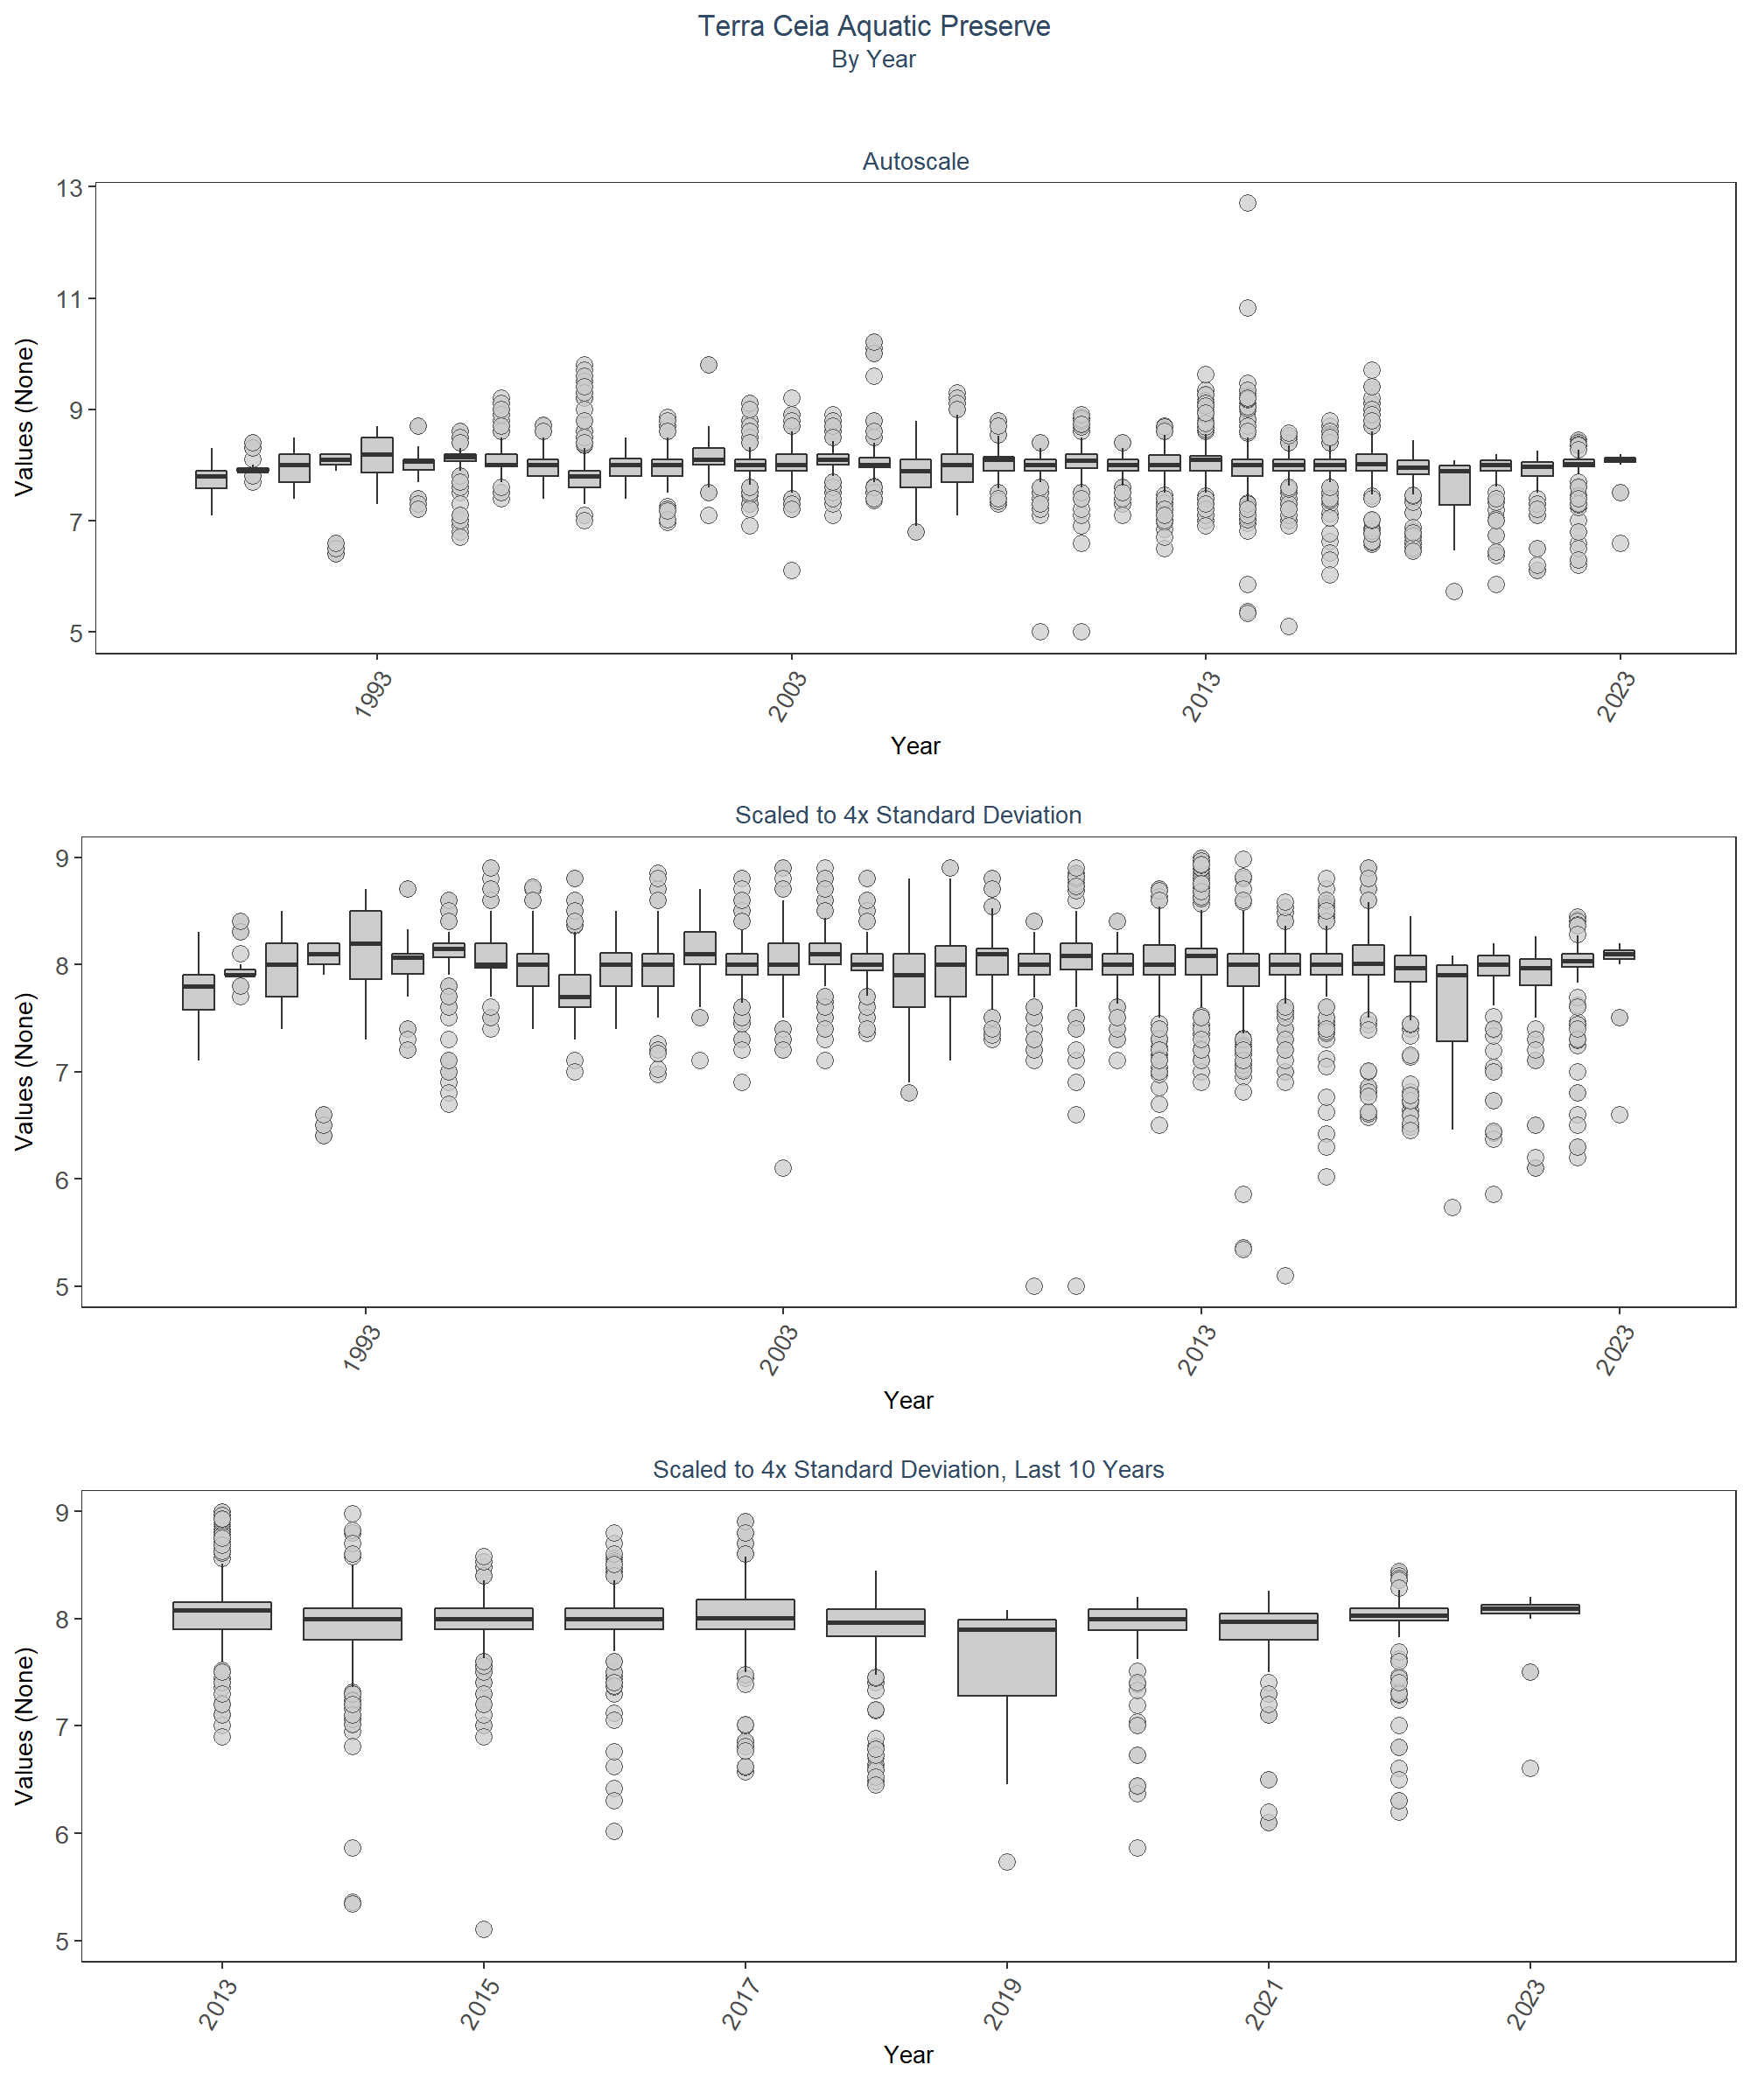 Terra Ceia Aquatic Preserve
By Year
Autoscale
13
11
9
7
5
Values (None)
1993
2003
2013
2023
Year
Scaled to 4x Standard Deviation
9
8
7
6
5
Values (None)
1993
2003
2013
2023
Year
Scaled to 4x Standard Deviation, Last 10 Years
9
8
7
6
5
Values (None)
2013
2015
2017
2019
2021
2023
Year